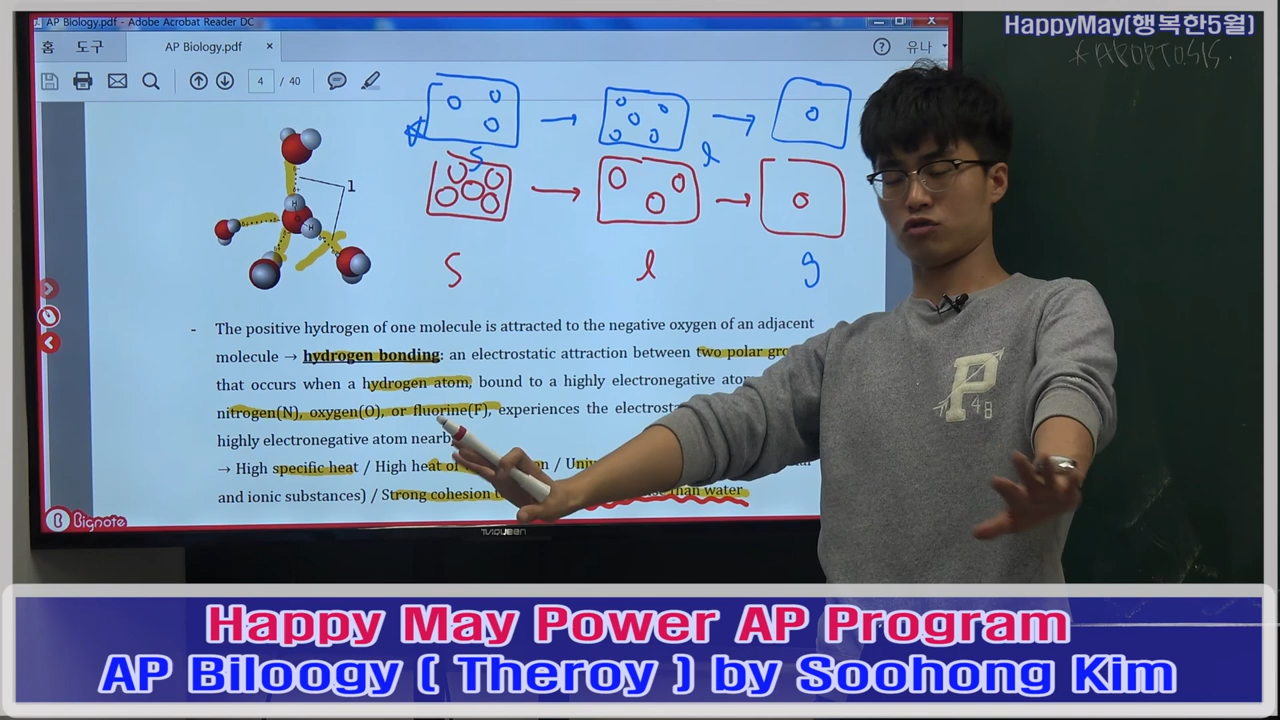 AP Biology.pdf - Adobe Acrobat Reader DC
HappyMay(행복한5월)
홈 도구 AP Biology.pdf × ? 유나
4 / 40
*APOPTOSIS.
1
H
H
s
l
s l g
- The positive hydrogen of one molecule is attracted to the negative oxygen of an adjacent
molecule → hydrogen bonding: an electrostatic attraction between two polar
that occurs when a hydrogen atom, bound to a highly electronegative
nitrogen(N), oxygen(O), or fluorine(F), experiences the
highly electronegative atom
→ High specific heat / High heat of / 
and ionic substances) / Strong cohesion than water
Bignote
P
48
Happy May Power AP Program
AP Biloogy ( Theroy ) by Soohong Kim